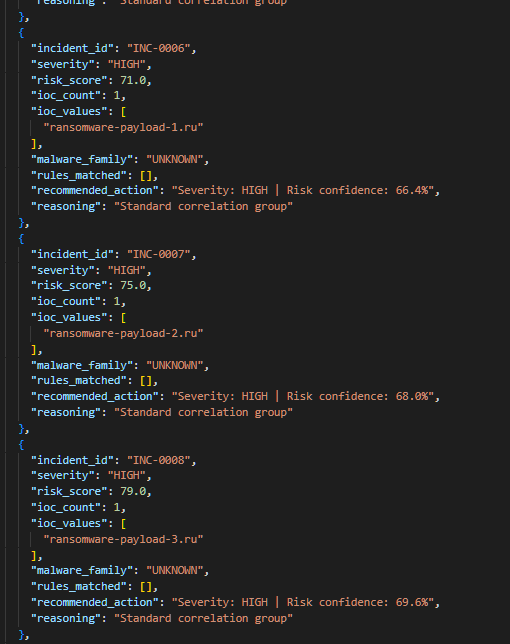 "reasoning": "Standard correlation group"
},
{
"incident_id": "INC-0006",
"severity": "HIGH",
"risk_score": 71.0,
"ioc_count": 1,
"ioc_values": [
"ransomware-payload-1.ru"
],
"malware_family": "UNKNOWN",
"rules_matched": [],
"recommended_action": "Severity: HIGH | Risk confidence: 66.4%",
"reasoning": "Standard correlation group"
},
{
"incident_id": "INC-0007",
"severity": "HIGH",
"risk_score": 75.0,
"ioc_count": 1,
"ioc_values": [
"ransomware-payload-2.ru"
],
"malware_family": "UNKNOWN",
"rules_matched": [],
"recommended_action": "Severity: HIGH | Risk confidence: 68.0%",
"reasoning": "Standard correlation group"
},
{
"incident_id": "INC-0008",
"severity": "HIGH",
"risk_score": 79.0,
"ioc_count": 1,
"ioc_values": [
"ransomware-payload-3.ru"
],
"malware_family": "UNKNOWN",
"rules_matched": [],
"recommended_action": "Severity: HIGH | Risk confidence: 69.6%",
"reasoning": "Standard correlation group"
},